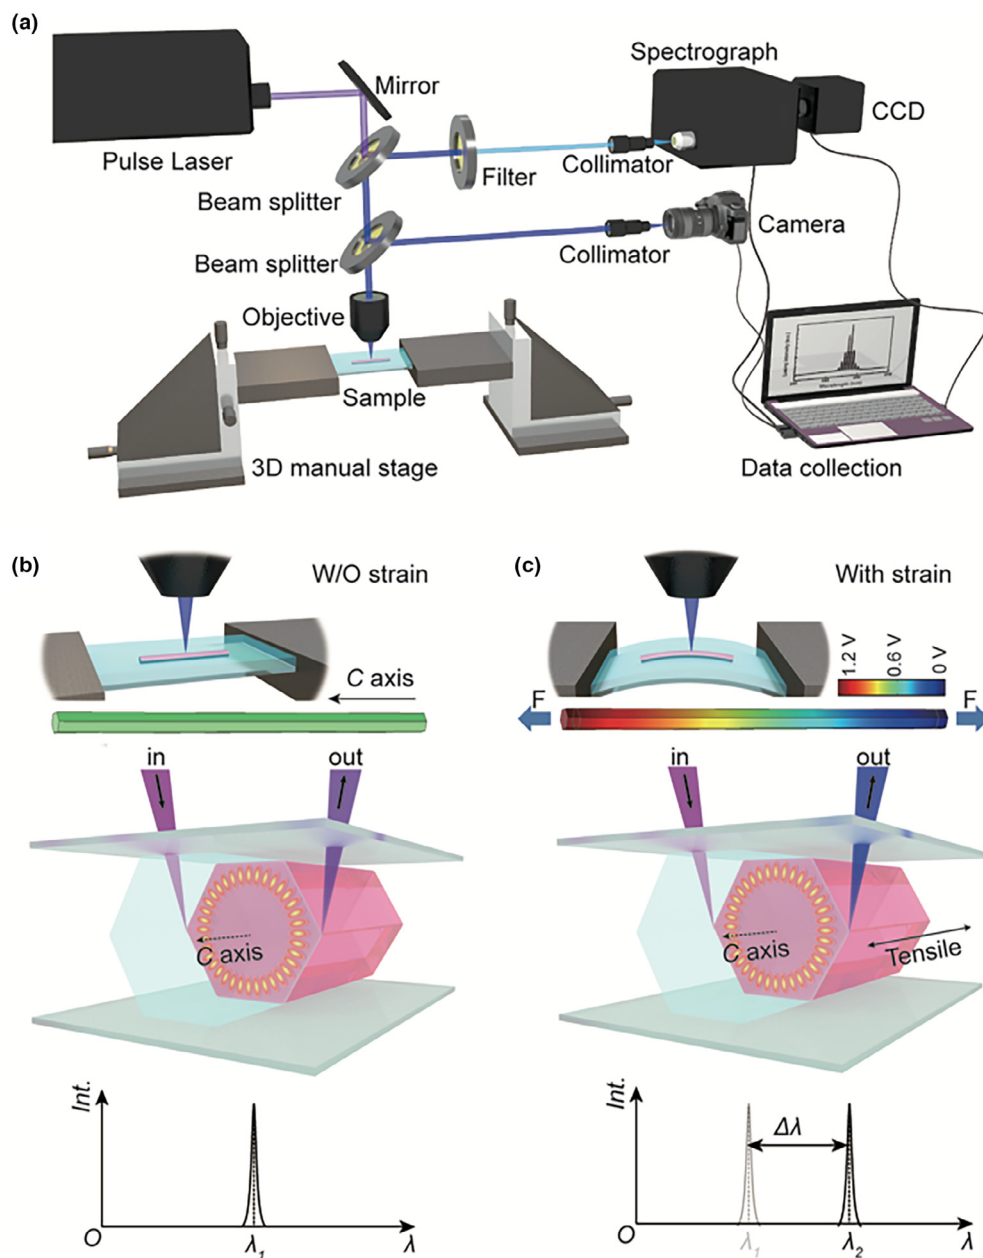 (a)
Spectrograph
Mirror
CCD
Pulse Laser
Filter
Collimator
Beam splitter
Camera
Beam splitter
Collimator
Objective
Sample
3D manual stage
Data collection
(b)
W/O strain
C axis
in
out
C axis
Int.
O
λ1
λ
(c)
With strain
1.2 V
0.6 V
0 V
F
F
in
out
C axis
Tensile
Int.
Δλ
O
λ1
λ2
λ